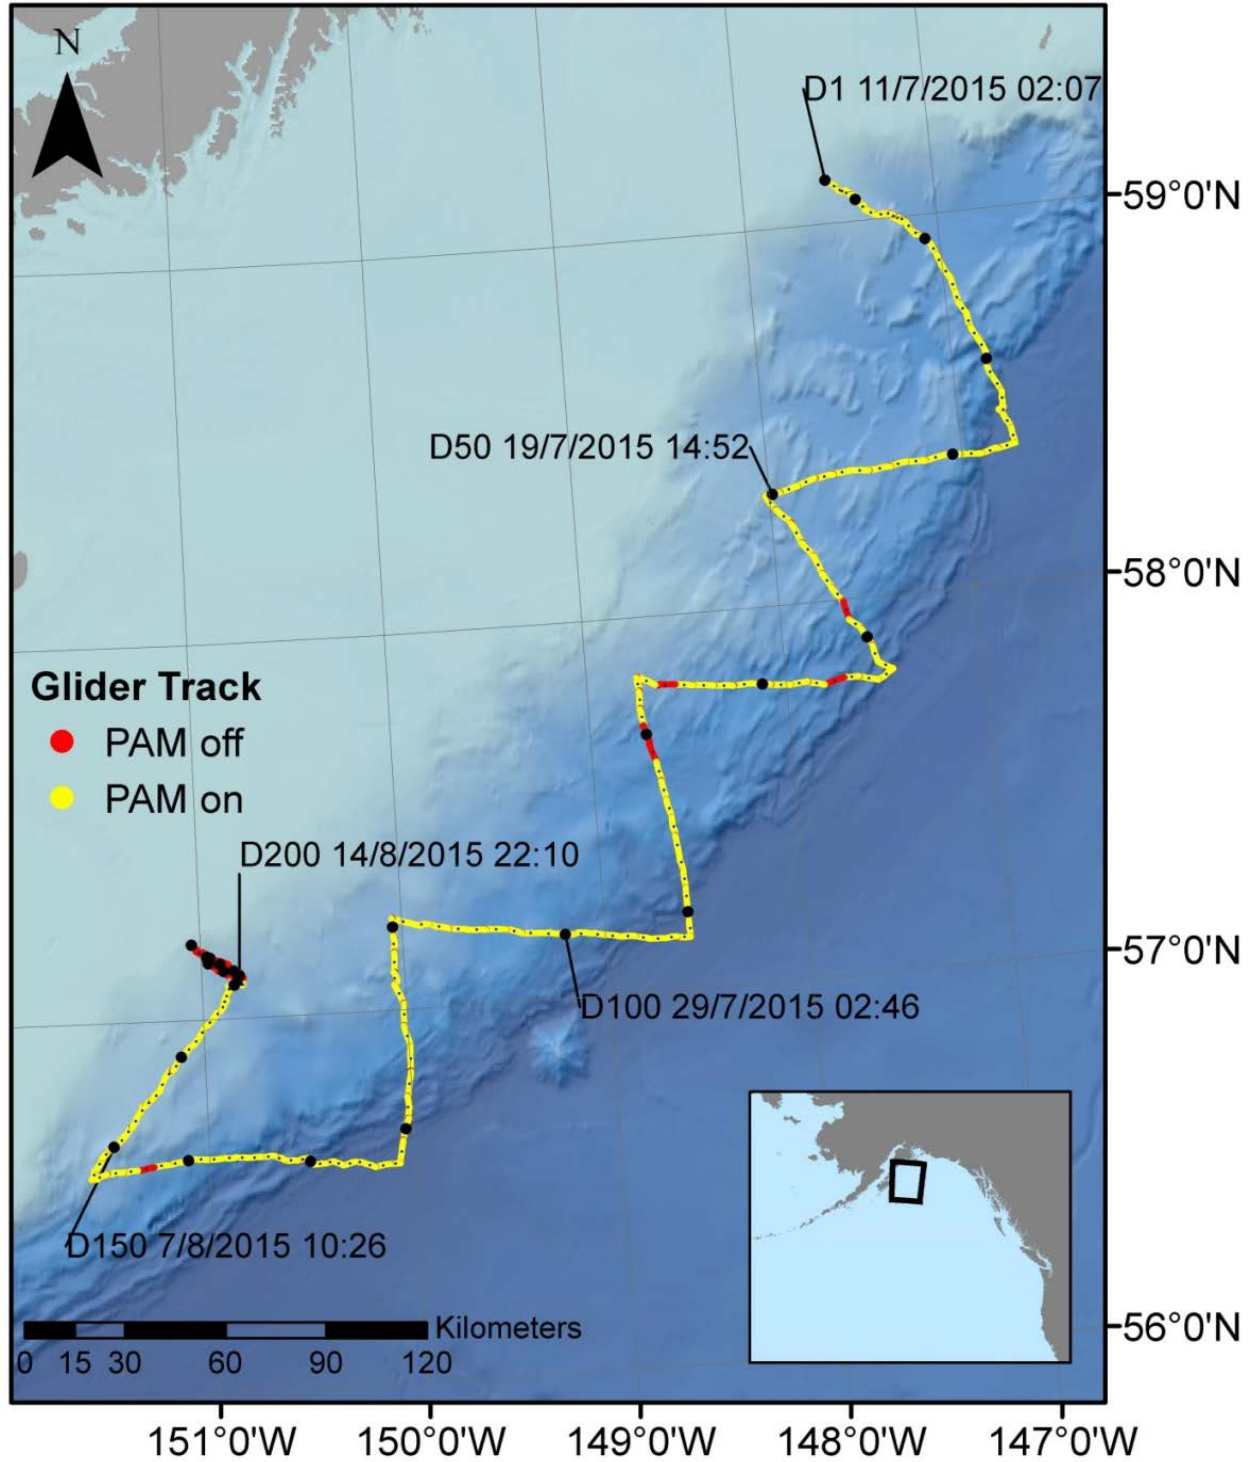 N
D1 11/7/2015 02:07
59°0'N
D50 19/7/2015 14:52
58°0'N
Glider Track
PAM off
PAM on
D200 14/8/2015 22:10
57°0'N
D100 29/7/2015 02:46
D150 7/8/2015 10:26
56°0'N
Kilometers
0 15 30 60 90 120
151°0'W 150°0'W 149°0'W 148°0'W 147°0'W